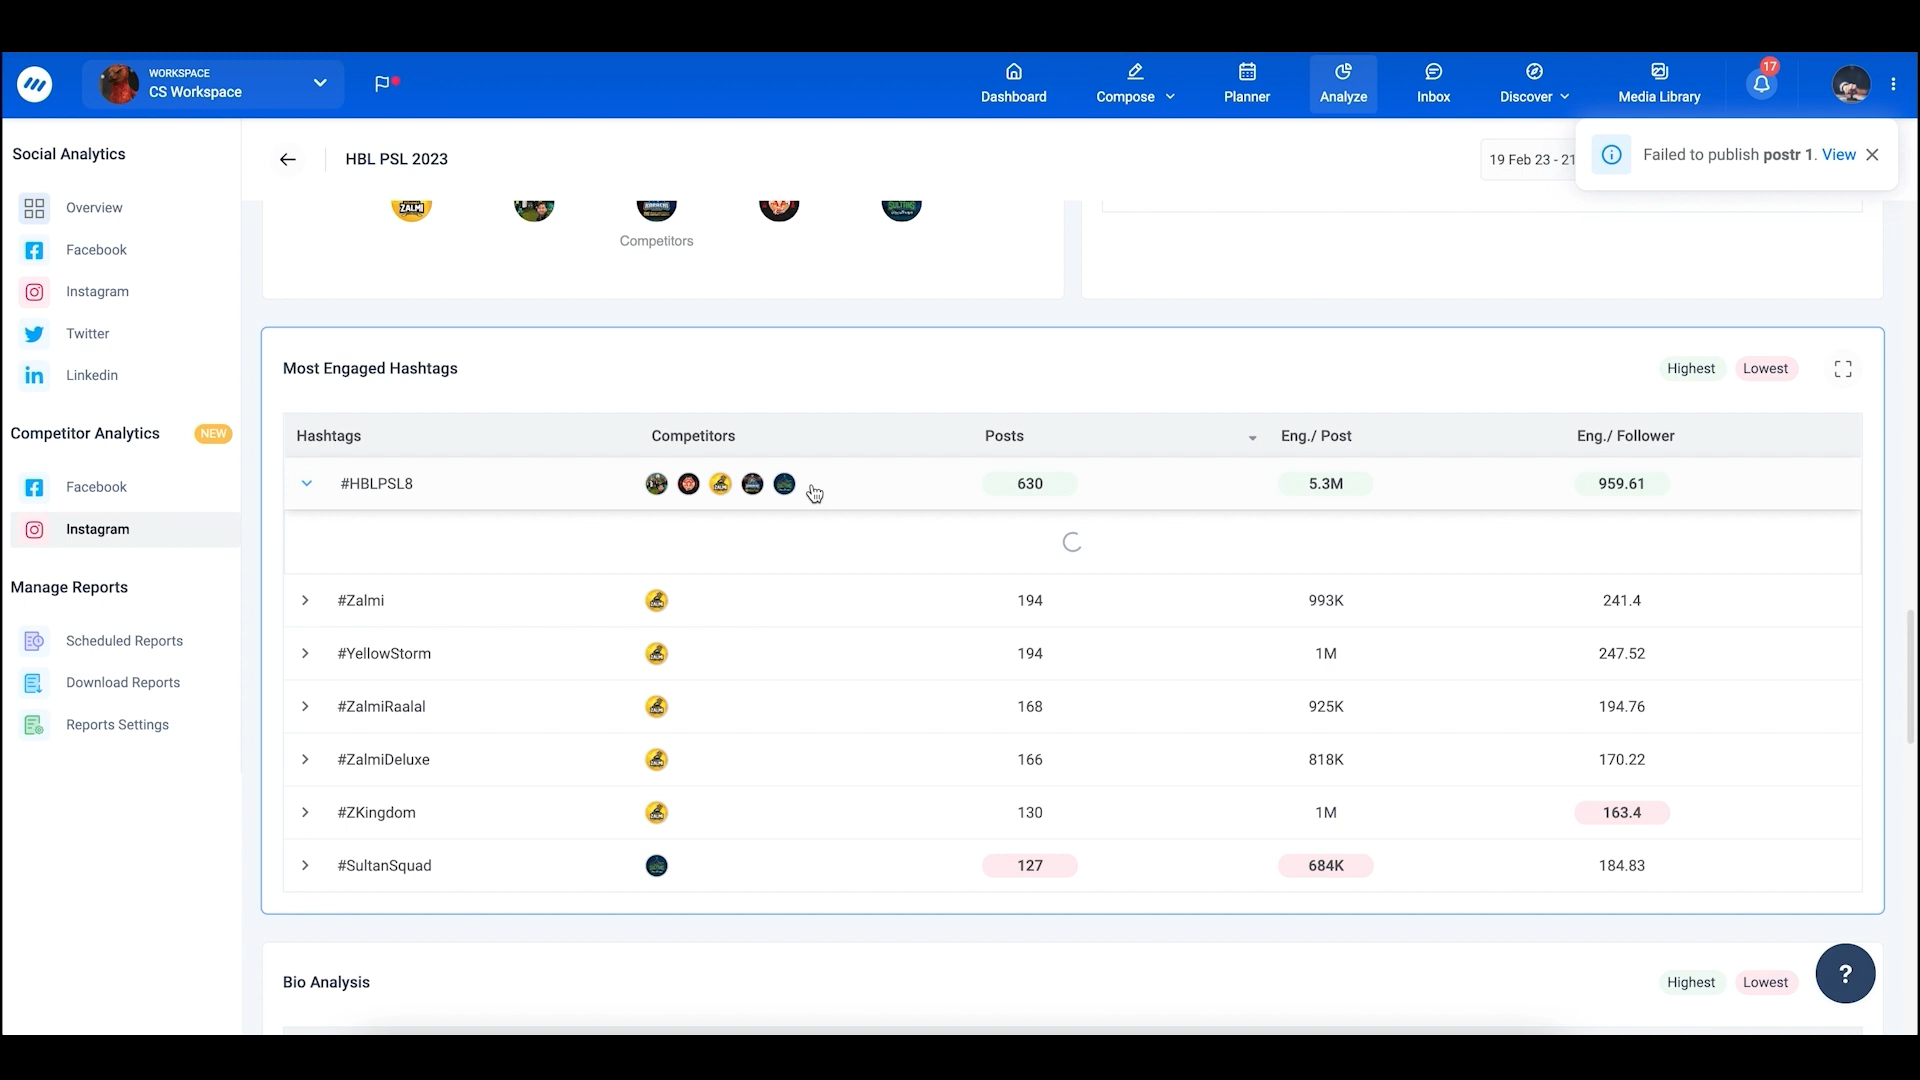 WORKSPACE
CS Workspace
Dashboard
Compose
Planner
Analyze
Inbox
Discover
Media Library
17
Social Analytics
Overview
Facebook
Instagram
Twitter
Linkedin
Competitor Analytics NEW
Facebook
Instagram
Manage Reports
Scheduled Reports
Download Reports
Reports Settings
HBL PSL 2023
19 Feb 23 - 21
Failed to publish postr 1. View
ZALMI
Competitors
Most Engaged Hashtags
Highest Lowest
Hashtags Competitors Posts Eng./ Post Eng./ Follower
#HBLPSL8 630 5.3M 959.61
#Zalmi 194 993K 241.4
#YellowStorm 194 1M 247.52
#ZalmiRaalal 168 925K 194.76
#ZalmiDeluxe 166 818K 170.22
#ZKingdom 130 1M 163.4
#SultanSquad 127 684K 184.83
Bio Analysis
Highest Lowest
?